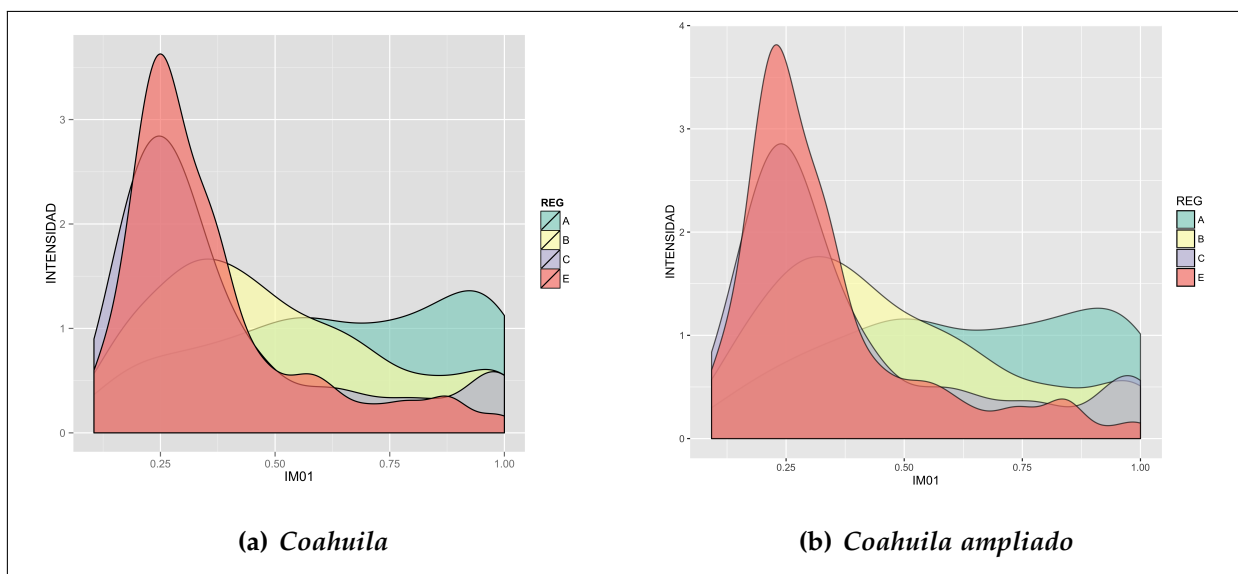 INTENSIDAD
3
2
1
0
0.25
0.50
0.75
1.00
IM01
REG
A
B
C
E
(a) Coahuila
INTENSIDAD
4
3
2
1
0
0.25
0.50
0.75
1.00
IM01
REG
A
B
C
E
(b) Coahuila ampliado